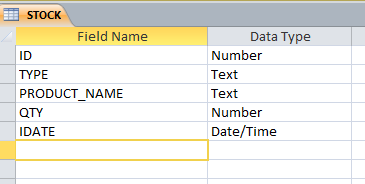 STOCK
Field Name Data Type
ID Number
TYPE Text
PRODUCT_NAME Text
QTY Number
IDATE Date/Time